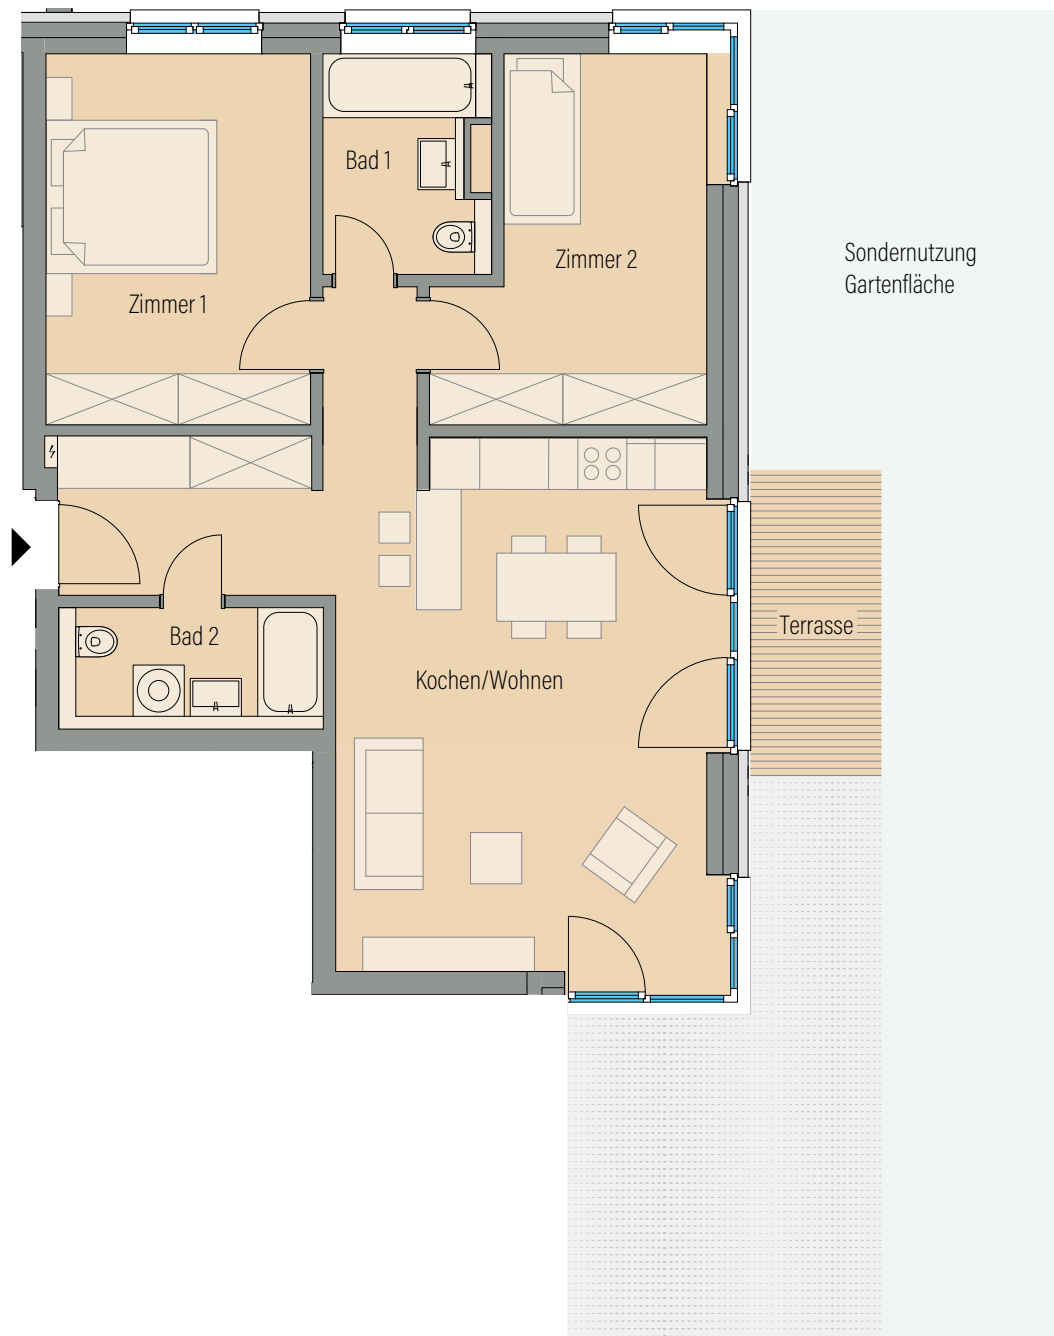 Bad 1
Zimmer 2
Sondernutzung
Gartenfläche
Zimmer 1
Terrasse
Bad 2
Kochen/Wohnen